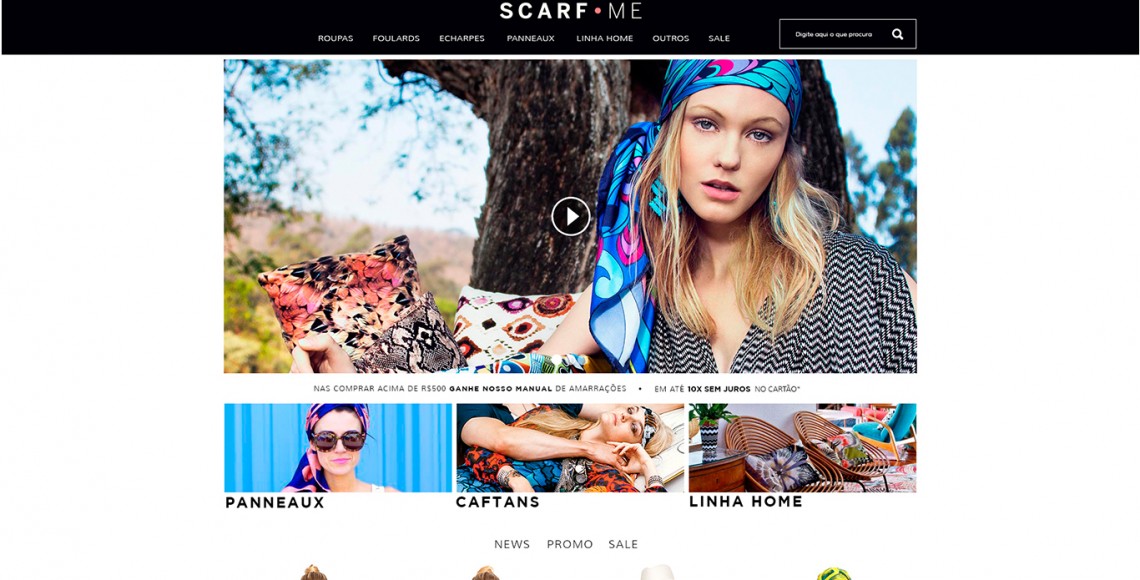 SCARF•ME
ROUPAS FOULARDS ECHARPES PANNEAUX LINHA HOME OUTROS SALE
Digite aqui o que procura
NAS COMPRAR ACIMA DE R$500 GANHE NOSSO MANUAL DE AMARRAÇÕES • EM ATÈ 10X SEM JUROS NO CARTÃO*
PANNEAUX CAFTANS LINHA HOME
NEWS PROMO SALE